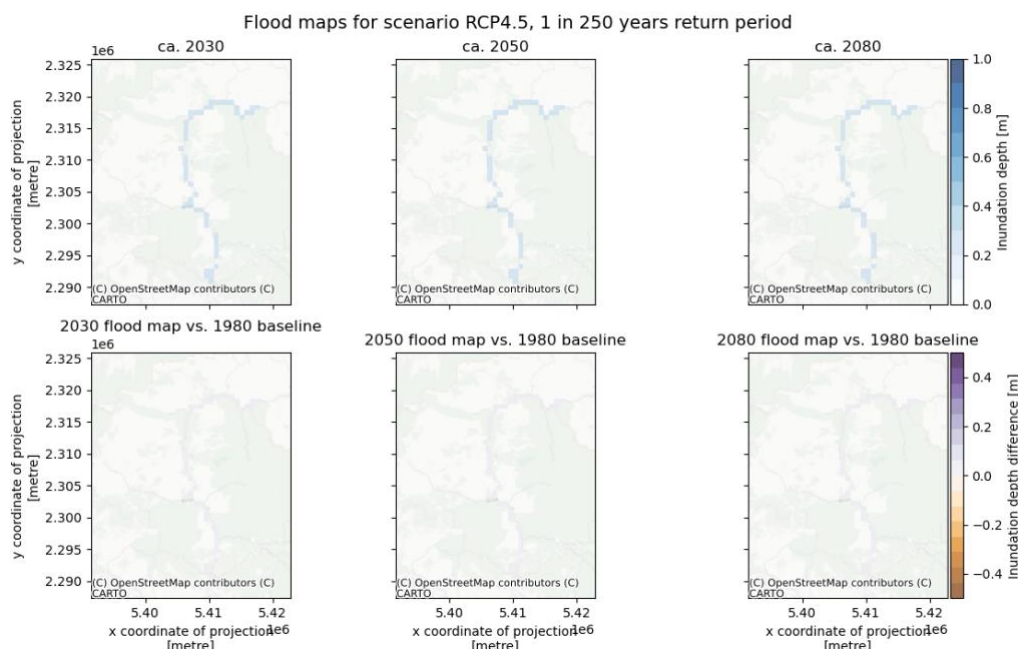 Flood maps for scenario RCP4.5, 1 in 250 years return period
ca. 2030
ca. 2050
ca. 2080
1e6
2.325
2.320
2.315
2.310
2.305
2.300
2.295
2.290
y coordinate of projection
[metre]
(C) OpenStreetMap contributors (C)
CARTO
(C) OpenStreetMap contributors (C)
CARTO
(C) OpenStreetMap contributors (C)
CARTO
1.0
0.8
0.6
0.4
0.2
0.0
Inundation depth [m]
2030 flood map vs. 1980 baseline
2050 flood map vs. 1980 baseline
2080 flood map vs. 1980 baseline
1e6
2.325
2.320
2.315
2.310
2.305
2.300
2.295
2.290
y coordinate of projection
[metre]
(C) OpenStreetMap contributors (C)
CARTO
(C) OpenStreetMap contributors (C)
CARTO
(C) OpenStreetMap contributors (C)
CARTO
0.4
0.2
0.0
−0.2
−0.4
Inundation depth difference [m]
5.40 5.41 5.42
1e6
x coordinate of projection
[metre]
5.40 5.41 5.42
1e6
x coordinate of projection
[metre]
5.40 5.41 5.42
1e6
x coordinate of projection
[metre]